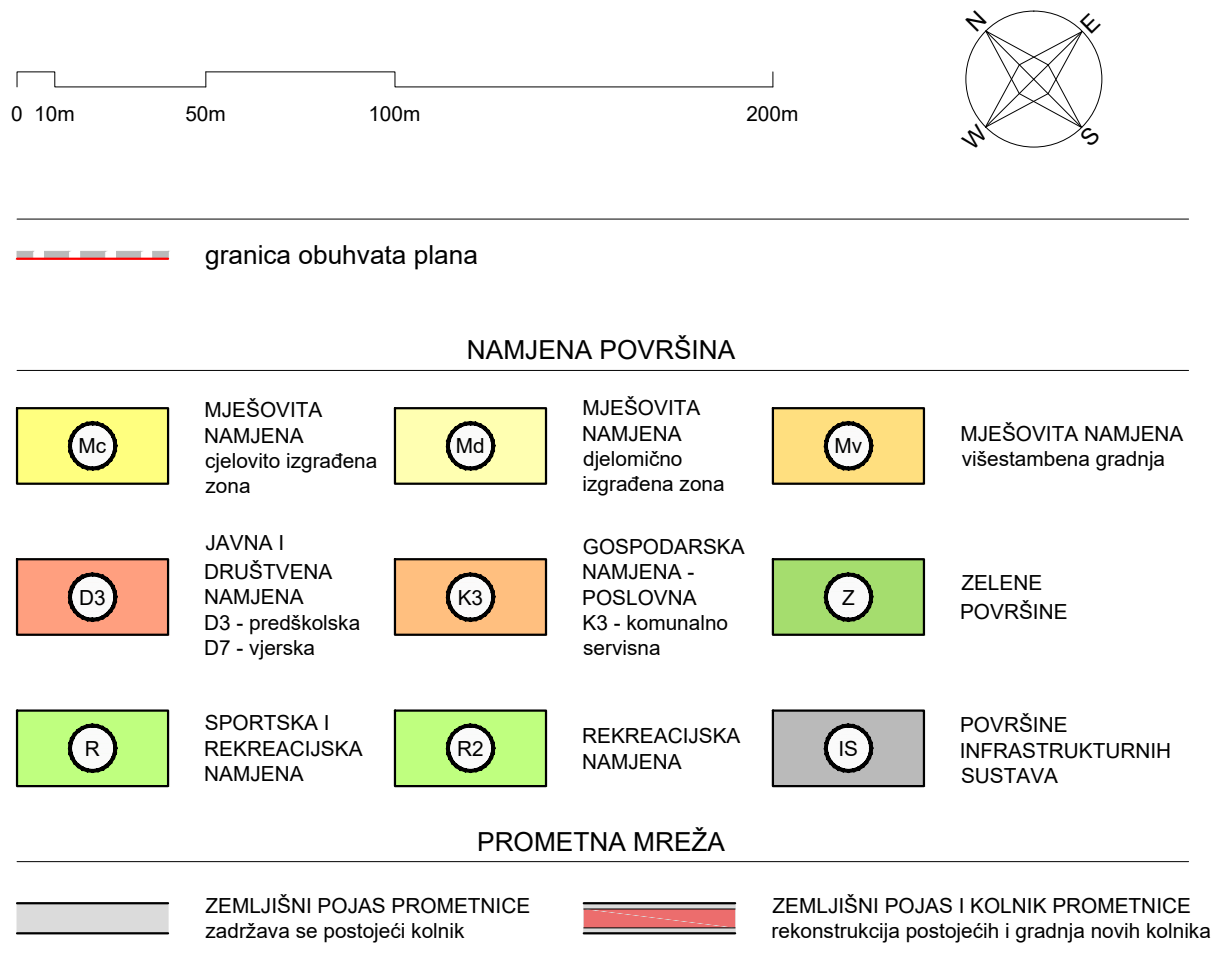 0 10m 50m 100m 200m
N
E
W
S
granica obuhvata plana
NAMJENA POVRŠINA
Mc
MJEŠOVITA
NAMJENA
cjelovito izgrađena
zona
Md
MJEŠOVITA
NAMJENA
djelomično
izgrađena zona
Mv
MJEŠOVITA NAMJENA
višestambena gradnja
D3
JAVNA I
DRUŠTVENA
NAMJENA
D3 - predškolska
D7 - vjerska
K3
GOSPODARSKA
NAMJENA -
POSLOVNA
K3 - komunalno
servisna
Z
ZELENE
POVRŠINE
R
SPORTSKA I
REKREACIJSKA
NAMJENA
R2
REKREACIJSKA
NAMJENA
IS
POVRŠINE
INFRASTRUKTURNIH
SUSTAVA
PROMETNA MREŽA
ZEMLJIŠNI POJAS PROMETNICE
zadržava se postojeći kolnik
ZEMLJIŠNI POJAS I KOLNIK PROMETNICE
rekonstrukcija postojećih i gradnja novih kolnika